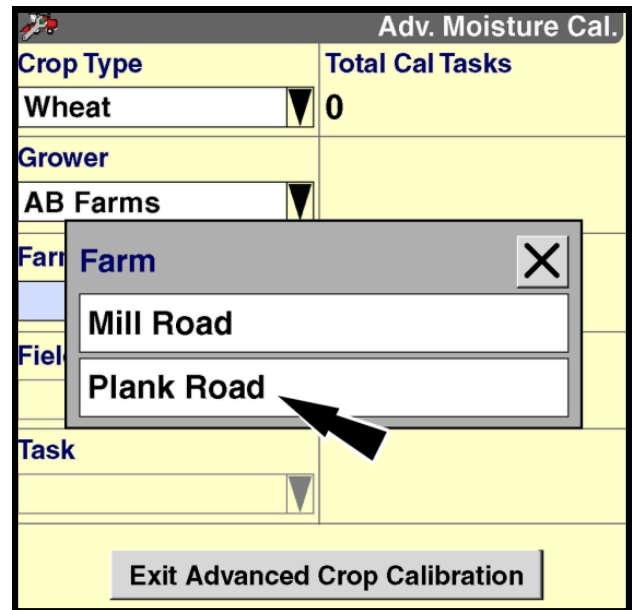 Adv. Moisture Cal.
Crop Type
Total Cal Tasks
Wheat
0
Grower
AB Farms
Farm
Mill Road
Plank Road
Task
Exit Advanced Crop Calibration